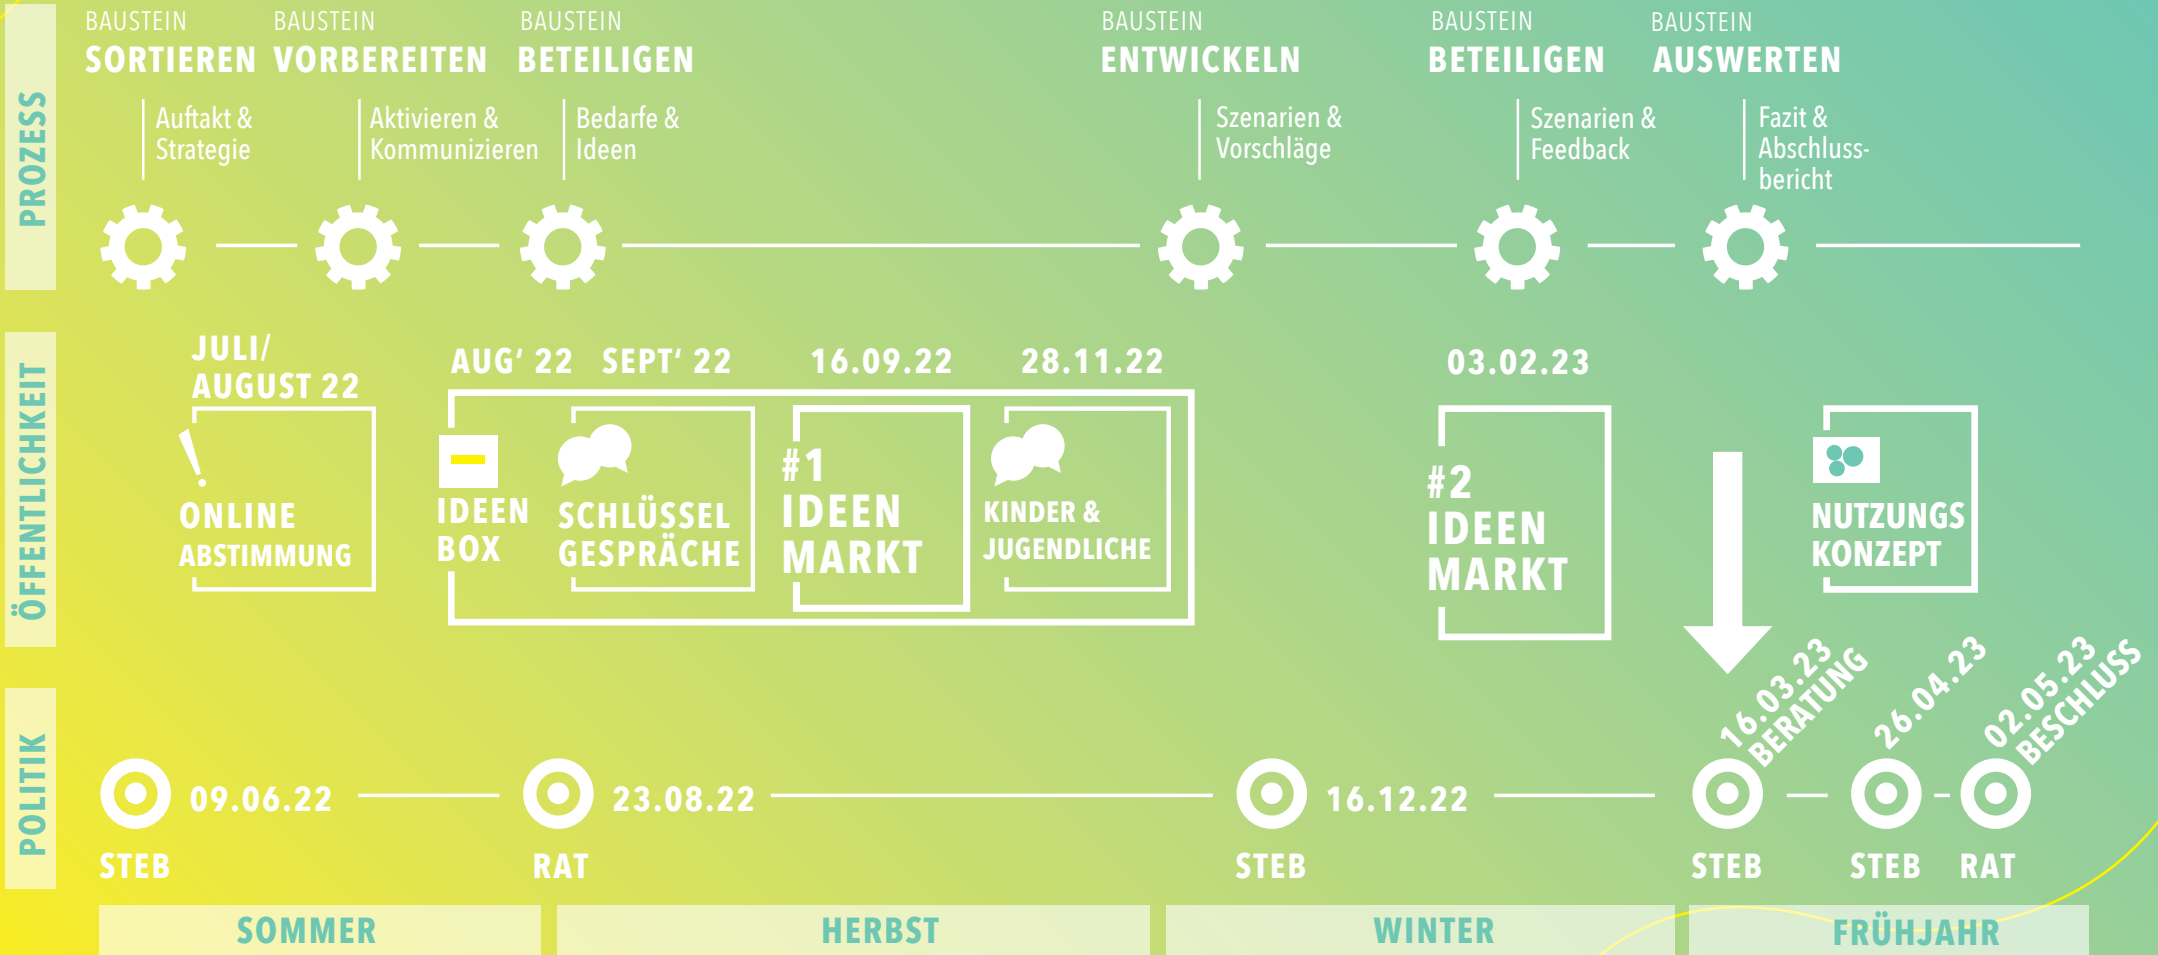 PROZESS
BAUSTEIN
SORTIEREN
Auftakt &
Strategie
BAUSTEIN
VORBEREITEN
Aktivieren &
Kommunizieren
BAUSTEIN
BETEILIGEN
Bedarfe &
Ideen
BAUSTEIN
ENTWICKELN
Szenarien &
Vorschläge
BAUSTEIN
BETEILIGEN
Szenarien &
Feedback
BAUSTEIN
AUSWERTEN
Fazit &
Abschluss-
bericht
ÖFFENTLICHKEIT
JULI/
AUGUST 22
!
ONLINE
ABSTIMMUNG
AUG‘ 22
IDEEN
BOX
SEPT‘ 22
SCHLÜSSEL
GESPRÄCHE
16.09.22
#1
IDEEN
MARKT
28.11.22
KINDER &
JUGENDLICHE
03.02.23
#2
IDEEN
MARKT
NUTZUNGS
KONZEPT
POLITIK
09.06.22
STEB
23.08.22
RAT
16.12.22
STEB
16.03.23
BERATUNG
STEB
26.04.23
STEB
02.05.23
BESCHLUSS
RAT
SOMMER
HERBST
WINTER
FRÜHJAHR